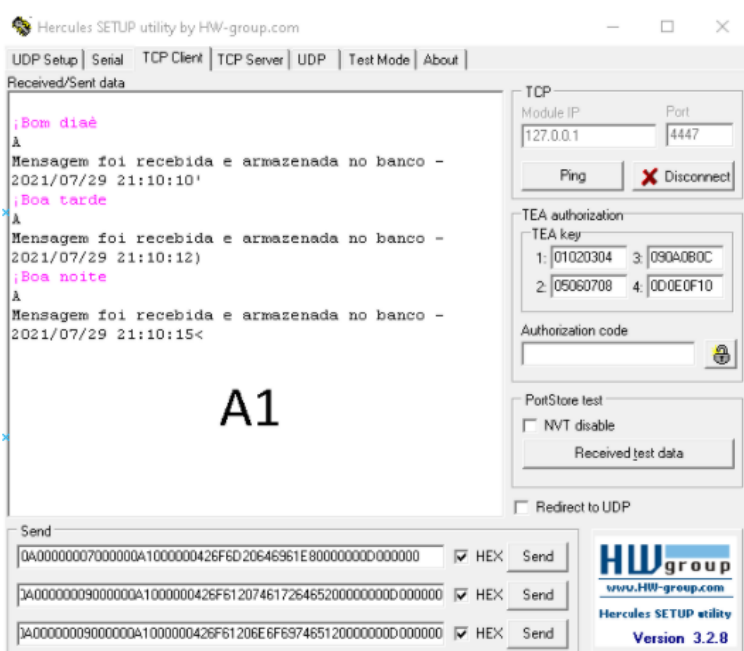 Hercules SETUP utility by HW-group.com
UDP Setup Serial TCP Client TCP Server UDP Test Mode About
Received/Sent data
¡Bom diaè
À
Mensagem foi recebida e armazenada no banco -
2021/07/29 21:10:10'
¡Boa tarde
À
Mensagem foi recebida e armazenada no banco -
2021/07/29 21:10:12)
¡Boa noite
À
Mensagem foi recebida e armazenada no banco -
2021/07/29 21:10:15<
A1
TCP
Module IP Port
127.0.0.1 4447
Ping Disconnect
TEA authorization
TEA key
1: 01020304 3: 090A0B0C
2: 05060708 4: 0D0E0F10
Authorization code
PortStore test
NVT disable
Received test data
Redirect to UDP
Send
0A00000007000000A1000000426F6D20646961E80000000D000000 HEX Send
0A00000009000000A1000000426F61207461726465200000000D000000 HEX Send
0A00000009000000A1000000426F61206E6F697465120000000D000000 HEX Send
HWgroup
www.HW-group.com
Hercules SETUP utility
Version 3.2.8